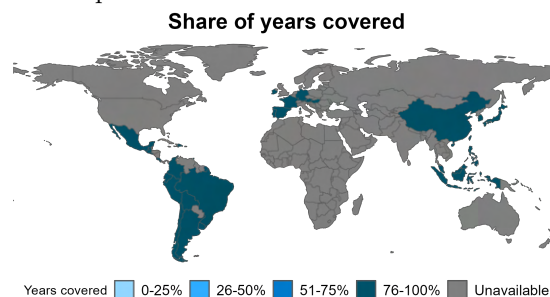 Share of years covered
Years covered 0-25% 26-50% 51-75% 76-100% Unavailable